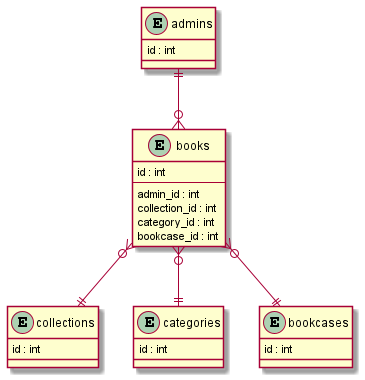 E admins
id : int
E books
id : int
admin_id : int
collection_id : int
category_id : int
bookcase_id : int
E collections
id : int
E categories
id : int
E bookcases
id : int